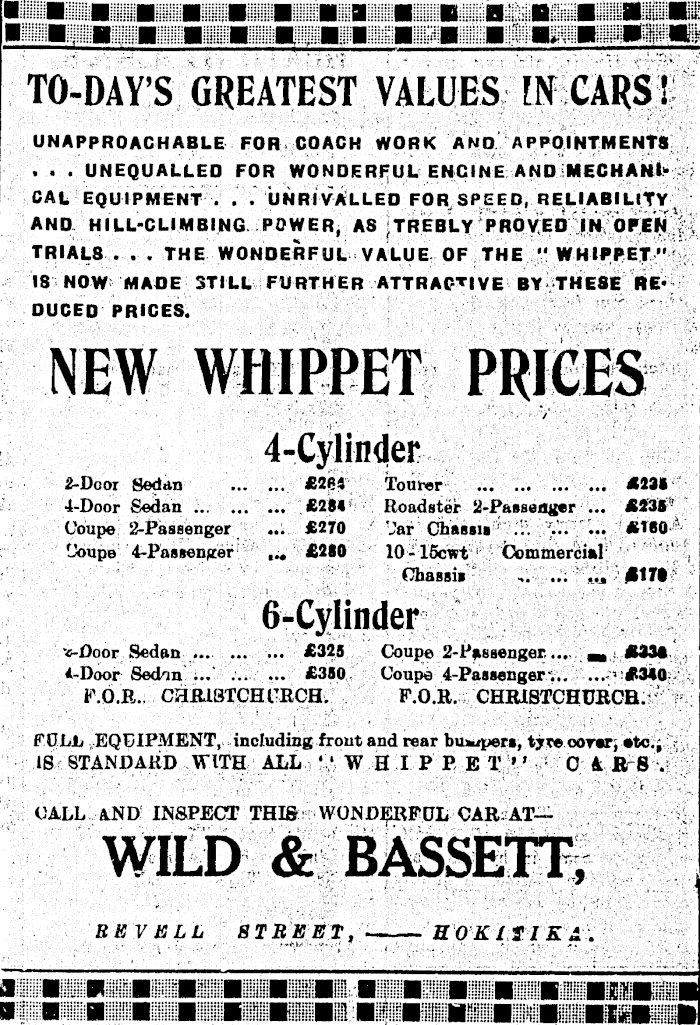 TO-DAY'S GREATEST VALUES IN CARS!
UNAPPROACHABLE FOR COACH WORK AND APPOINTMENTS
. . . UNEQUALLED FOR WONDERFUL ENGINE AND MECHANI-
CAL EQUIPMENT . . . UNRIVALLED FOR SPEED, RELIABILITY
AND HILL-CLIMBING POWER, AS TREBLY PROVED IN OPEN
TRIALS . . . THE WONDERFUL VALUE OF THE "WHIPPET"
IS NOW MADE STILL FURTHER ATTRACTIVE BY THESE RE-
DUCED PRICES.
NEW WHIPPET PRICES
4-Cylinder
2-Door Sedan ... ...
4-Door Sedan ... ... ...
Coupe 2-Passenger ... £270
Coupe 4-Passenger ... £280
Tourer ... ... ... ... £235
Roadster 2-Passenger ... £235
Car Chassis ... ... ... £160
10-15cwt Commercial
Chassis ... ... ...
6-Cylinder
2-Door Sedan ... ... ... £325
4-Door Sedan ... ... ... £350
F.O.R. CHRISTCHURCH.
Coupe 2-Passenger ...
Coupe 4-Passenger ... ... £340
F.O.R. CHRISTCHURCH.
FULL EQUIPMENT, including front and rear bumpers, tyre cover, etc.,
IS STANDARD WITH ALL "WHIPPET" CARS.
CALL AND INSPECT THIS WONDERFUL CAR AT—
WILD & BASSETT,
REVELL STREET, —— HOKITIKA.